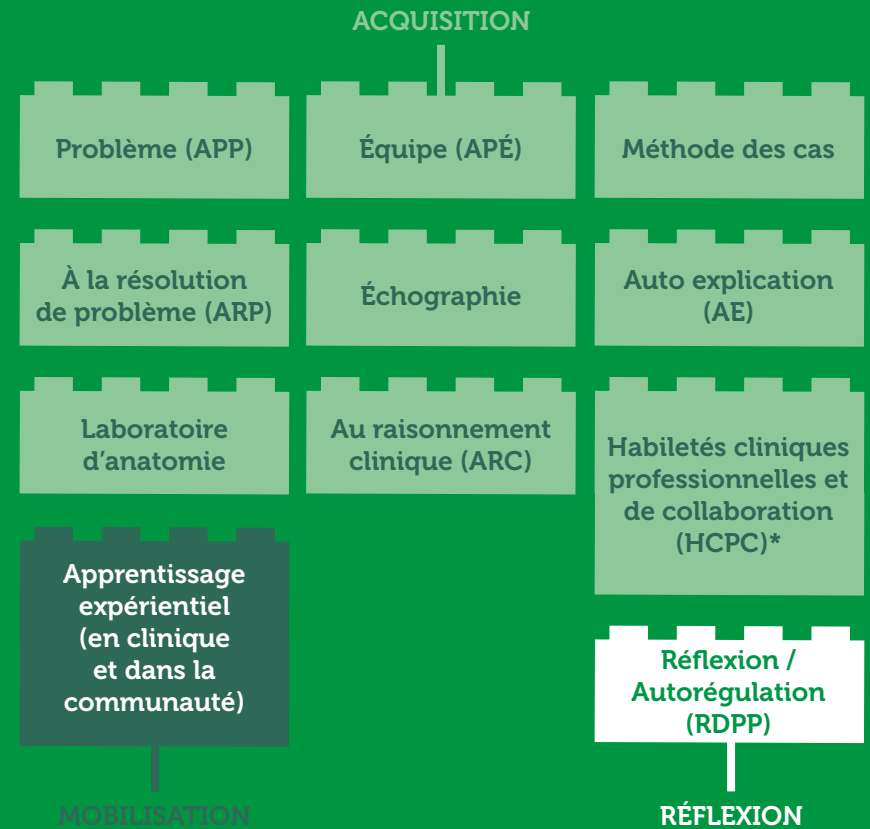 ACQUISITION
Problème (APP)
Équipe (APÉ)
Méthode des cas
À la résolution
de problème (ARP)
Échographie
Auto explication
(AE)
Laboratoire
d’anatomie
Au raisonnement
clinique (ARC)
Habiletés cliniques
professionnelles et
de collaboration
(HCPC)*
Apprentissage
expérientiel
(en clinique
et dans la
communauté)
Réflexion /
Autorégulation
(RDPP)
MOBILISATION
RÉFLEXION